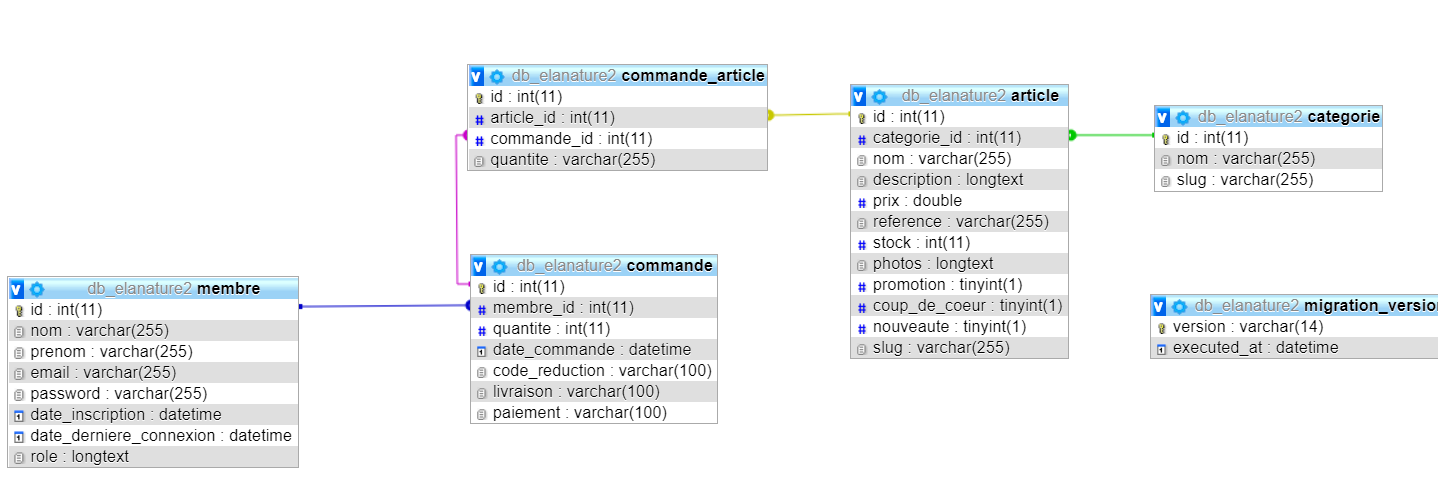 db_elanature2 commande_article
id : int(11)
article_id : int(11)
commande_id : int(11)
quantite : varchar(255)
db_elanature2 article
id : int(11)
categorie_id : int(11)
nom : varchar(255)
description : longtext
prix : double
reference : varchar(255)
stock : int(11)
photos : longtext
promotion : tinyint(1)
coup_de_coeur : tinyint(1)
nouveaute : tinyint(1)
slug : varchar(255)
db_elanature2 categorie
id : int(11)
nom : varchar(255)
slug : varchar(255)
db_elanature2 membre
id : int(11)
nom : varchar(255)
prenom : varchar(255)
email : varchar(255)
password : varchar(255)
date_inscription : datetime
date_derniere_connexion : datetime
role : longtext
db_elanature2 commande
id : int(11)
membre_id : int(11)
quantite : int(11)
date_commande : datetime
code_reduction : varchar(100)
livraison : varchar(100)
paiement : varchar(100)
db_elanature2 migration_version
version : varchar(14)
executed_at : datetime